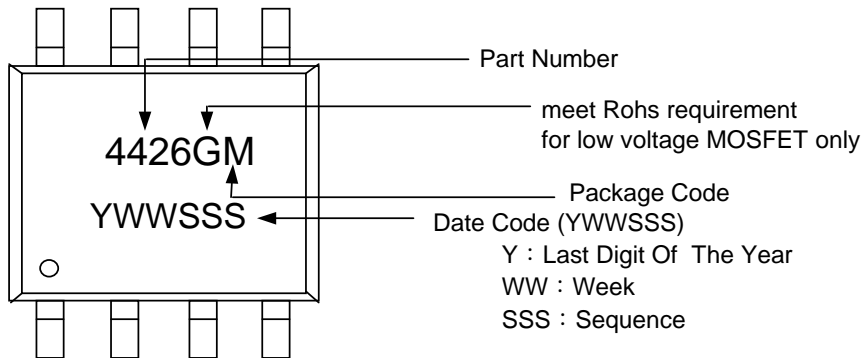 Part Number
meet Rohs requirement
for low voltage MOSFET only
4426GM
Package Code
YWWSSS
Date Code (YWWSSS)
Y：Last Digit Of The Year
WW：Week
SSS：Sequence